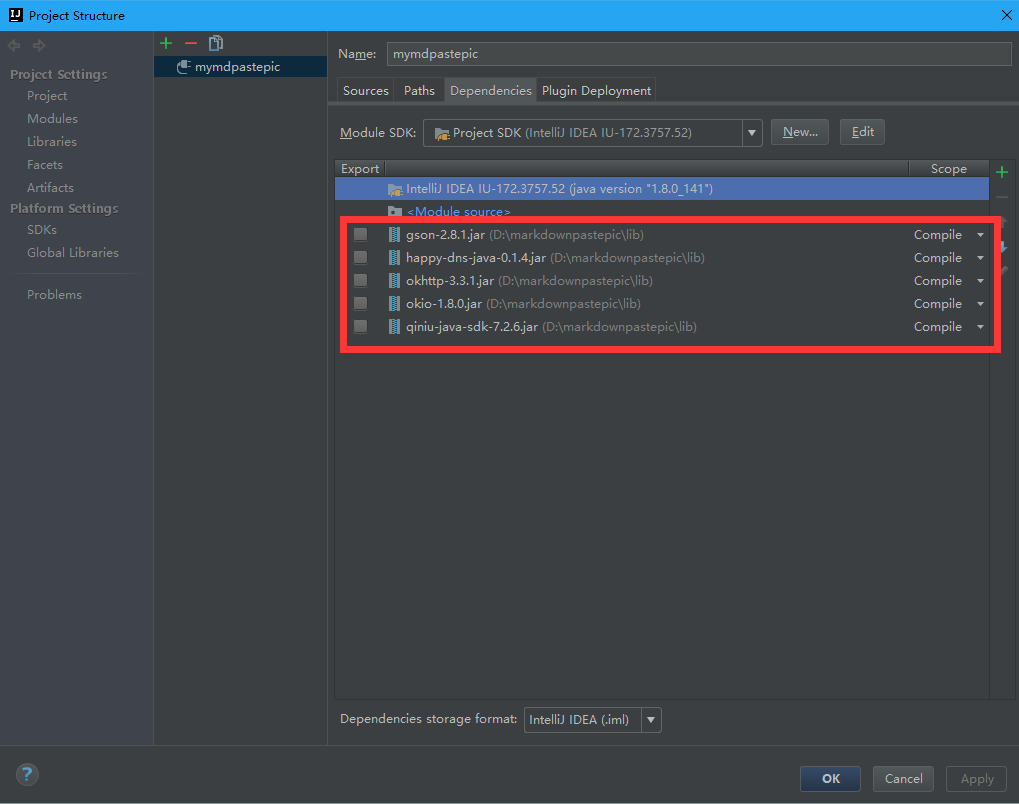 IJ Project Structure
Project Settings
Project
Modules
Libraries
Facets
Artifacts
Platform Settings
SDKs
Global Libraries
Problems
mymdpastepic
Name: mymdpastepic
Sources Paths Dependencies Plugin Deployment
Module SDK: Project SDK (IntelliJ IDEA IU-172.3757.52) New... Edit
Export Scope
IntelliJ IDEA IU-172.3757.52 (java version "1.8.0_141")
<Module source>
gson-2.8.1.jar (D:\markdownpastepic\lib) Compile
happy-dns-java-0.1.4.jar (D:\markdownpastepic\lib) Compile
okhttp-3.3.1.jar (D:\markdownpastepic\lib) Compile
okio-1.8.0.jar (D:\markdownpastepic\lib) Compile
qiniu-java-sdk-7.2.6.jar (D:\markdownpastepic\lib) Compile
Dependencies storage format: IntelliJ IDEA (.iml)
? OK Cancel Apply